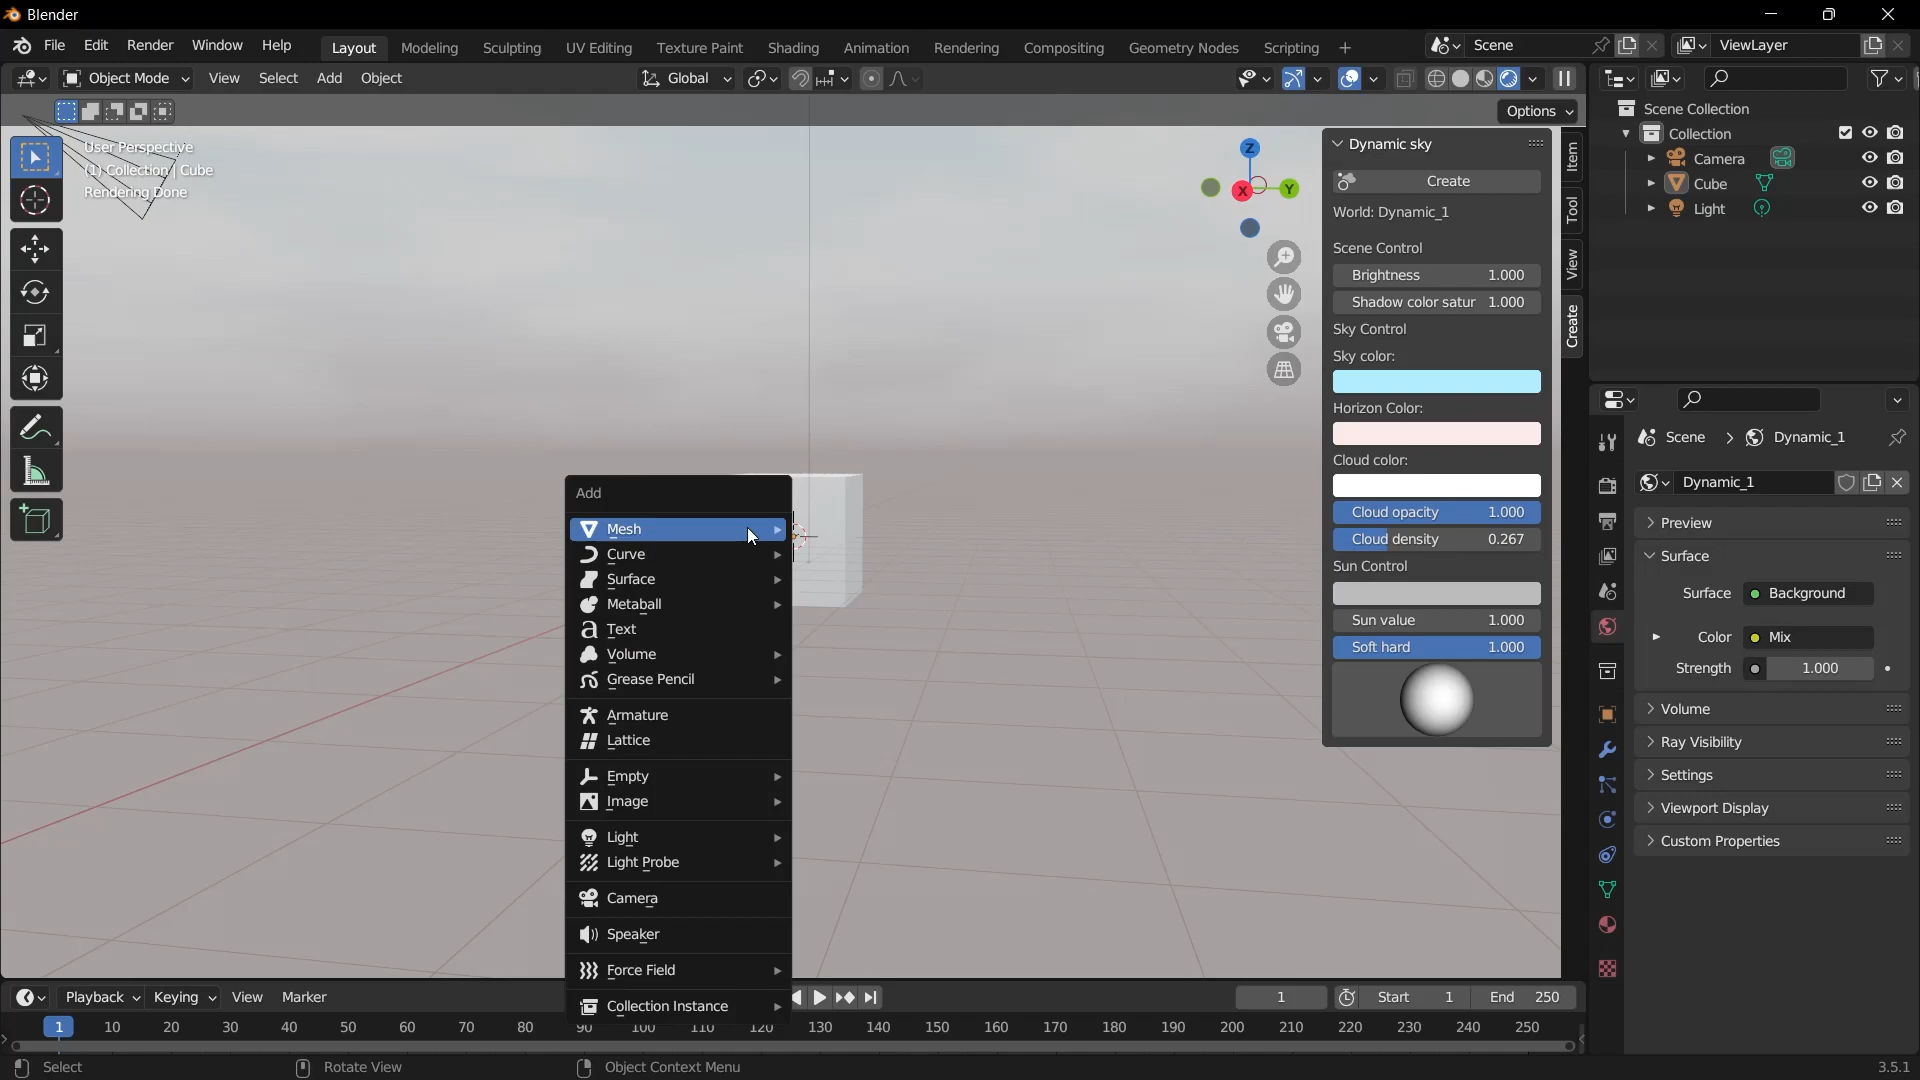 Blender
File Edit Render Window Help
Layout Modeling Sculpting UV Editing Texture Paint Shading Animation Rendering Compositing Geometry Nodes Scripting +
Scene
ViewLayer
Object Mode View Select Add Object
Global
Options
User Perspective
(1) Collection | Cube
Rendering Done
Z
Y
X
Add
Mesh
Curve
Surface
Metaball
Text
Volume
Grease Pencil
Armature
Lattice
Empty
Image
Light
Light Probe
Camera
Speaker
Force Field
Collection Instance
Dynamic sky
Create
World: Dynamic_1
Scene Control
Brightness 1.000
Shadow color satur 1.000
Sky Control
Sky color:
Horizon Color:
Cloud color:
Cloud opacity 1.000
Cloud density 0.267
Sun Control
Sun value 1.000
Soft hard 1.000
Item
Tool
View
Create
Scene Collection
Collection
Camera
Cube
Light
Scene > Dynamic_1
Dynamic_1
Preview
Surface
Surface Background
Color Mix
Strength 1.000
Volume
Ray Visibility
Settings
Viewport Display
Custom Properties
Playback Keying View Marker
1 Start 1 End 250
1 10 20 30 40 50 60 70 80 90 100 110 120 130 140 150 160 170 180 190 200 210 220 230 240 250
Select Rotate View Object Context Menu 3.5.1